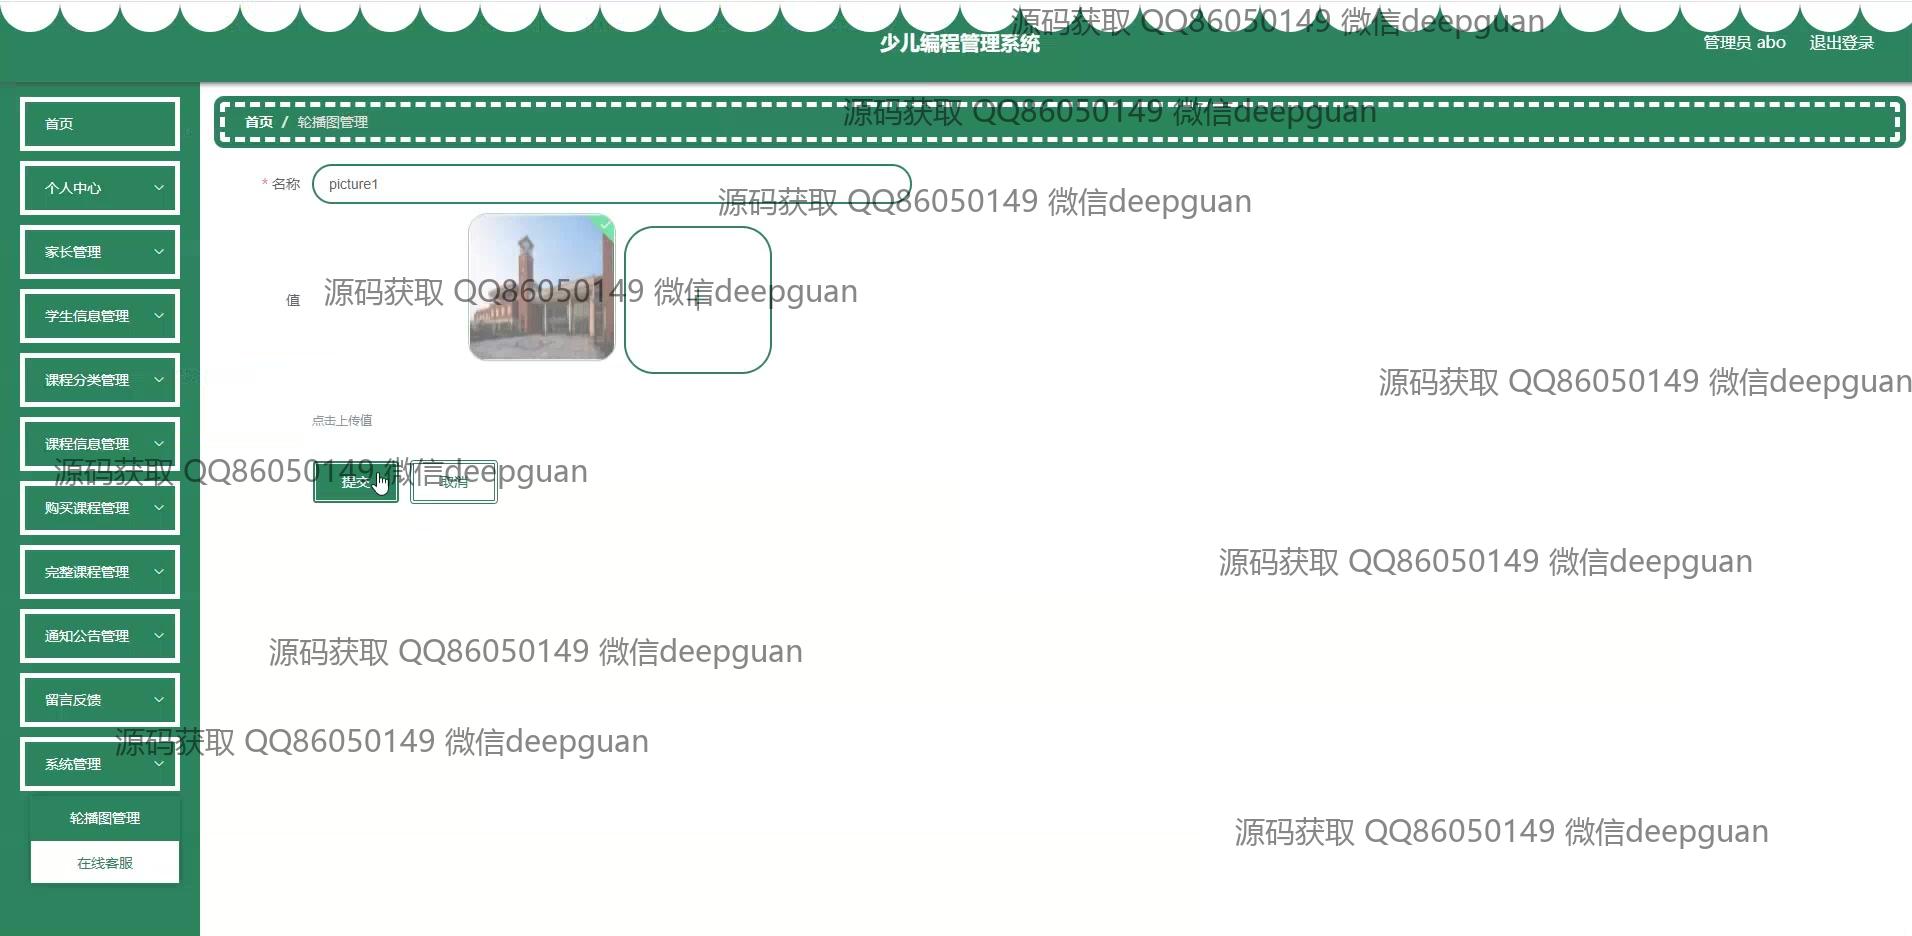 源码获取 QQ86050149 微信deepguan
少儿编程管理系统
管理员 abo
退出登录
源码获取 QQ86050149 微信deepguan
首页 / 轮播图管理
首页
个人中心
家长管理
学生信息管理
课程分类管理
课程信息管理
购买课程管理
完整课程管理
通知公告管理
留言反馈
系统管理
轮播图管理
在线客服
* 名称
picture1
源码获取 QQ86050149 微信deepguan
值
源码获取 QQ86050149 微信deepguan
源码获取 QQ86050149 微信deepguan
点击上传值
源码获取 QQ86050149 微信deepguan
提交
取消
源码获取 QQ86050149 微信deepguan
源码获取 QQ86050149 微信deepguan
源码获取 QQ86050149 微信deepguan
源码获取 QQ86050149 微信deepguan